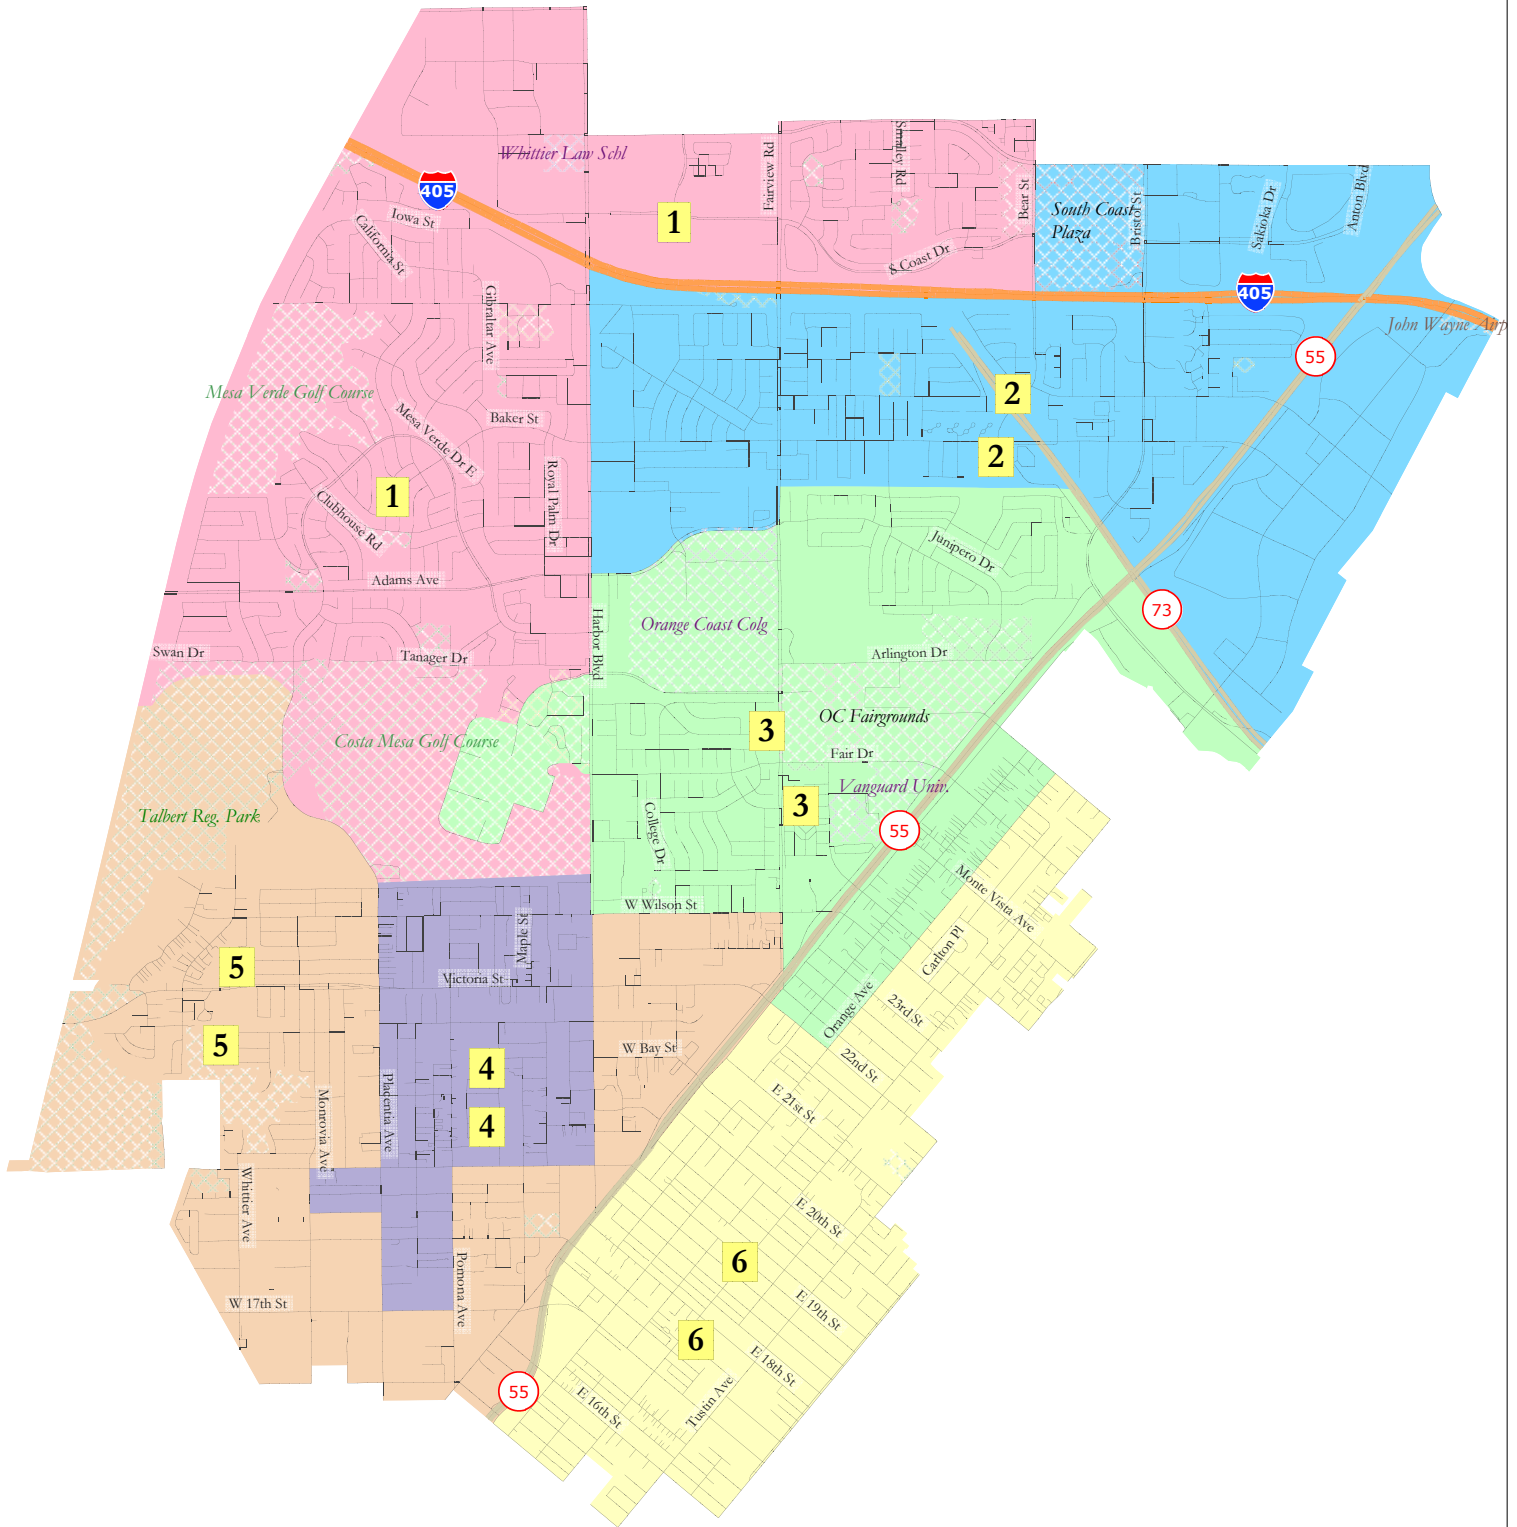 Whittier Law Schl
Fairview Rd
Smalley Rd
Bear St
405
Iowa St
California St
1
S Coast Dr
South Coast
Plaza
Bristol St
Sakioka Dr
Anton Blvd
405
John Wayne Airp
Gibraltar Ave
55
Mesa Verde Golf Course
Mesa Verde Dr E
Baker St
2
2
1
Clubhouse Rd
Royal Palm Dr
Junipero Dr
Adams Ave
73
Orange Coast Colg
Harbor Blvd
Swan Dr
Tanager Dr
Arlington Dr
OC Fairgrounds
3
Costa Mesa Golf Course
Fair Dr
Vanguard Univ.
3
Talbert Reg. Park
College Dr
55
Monte Vista Ave
W Wilson St
Maple St
Carlton Pl
5
Victoria St
Orange Ave
23rd St
5
W Bay St
4
22nd St
4
Placentia Ave
Monrovia Ave
E 21st St
Whittier Ave
E 20th St
6
Pomona Ave
W 17th St
E 19th St
6
E 18th St
55
E 16th St
Tustin Ave